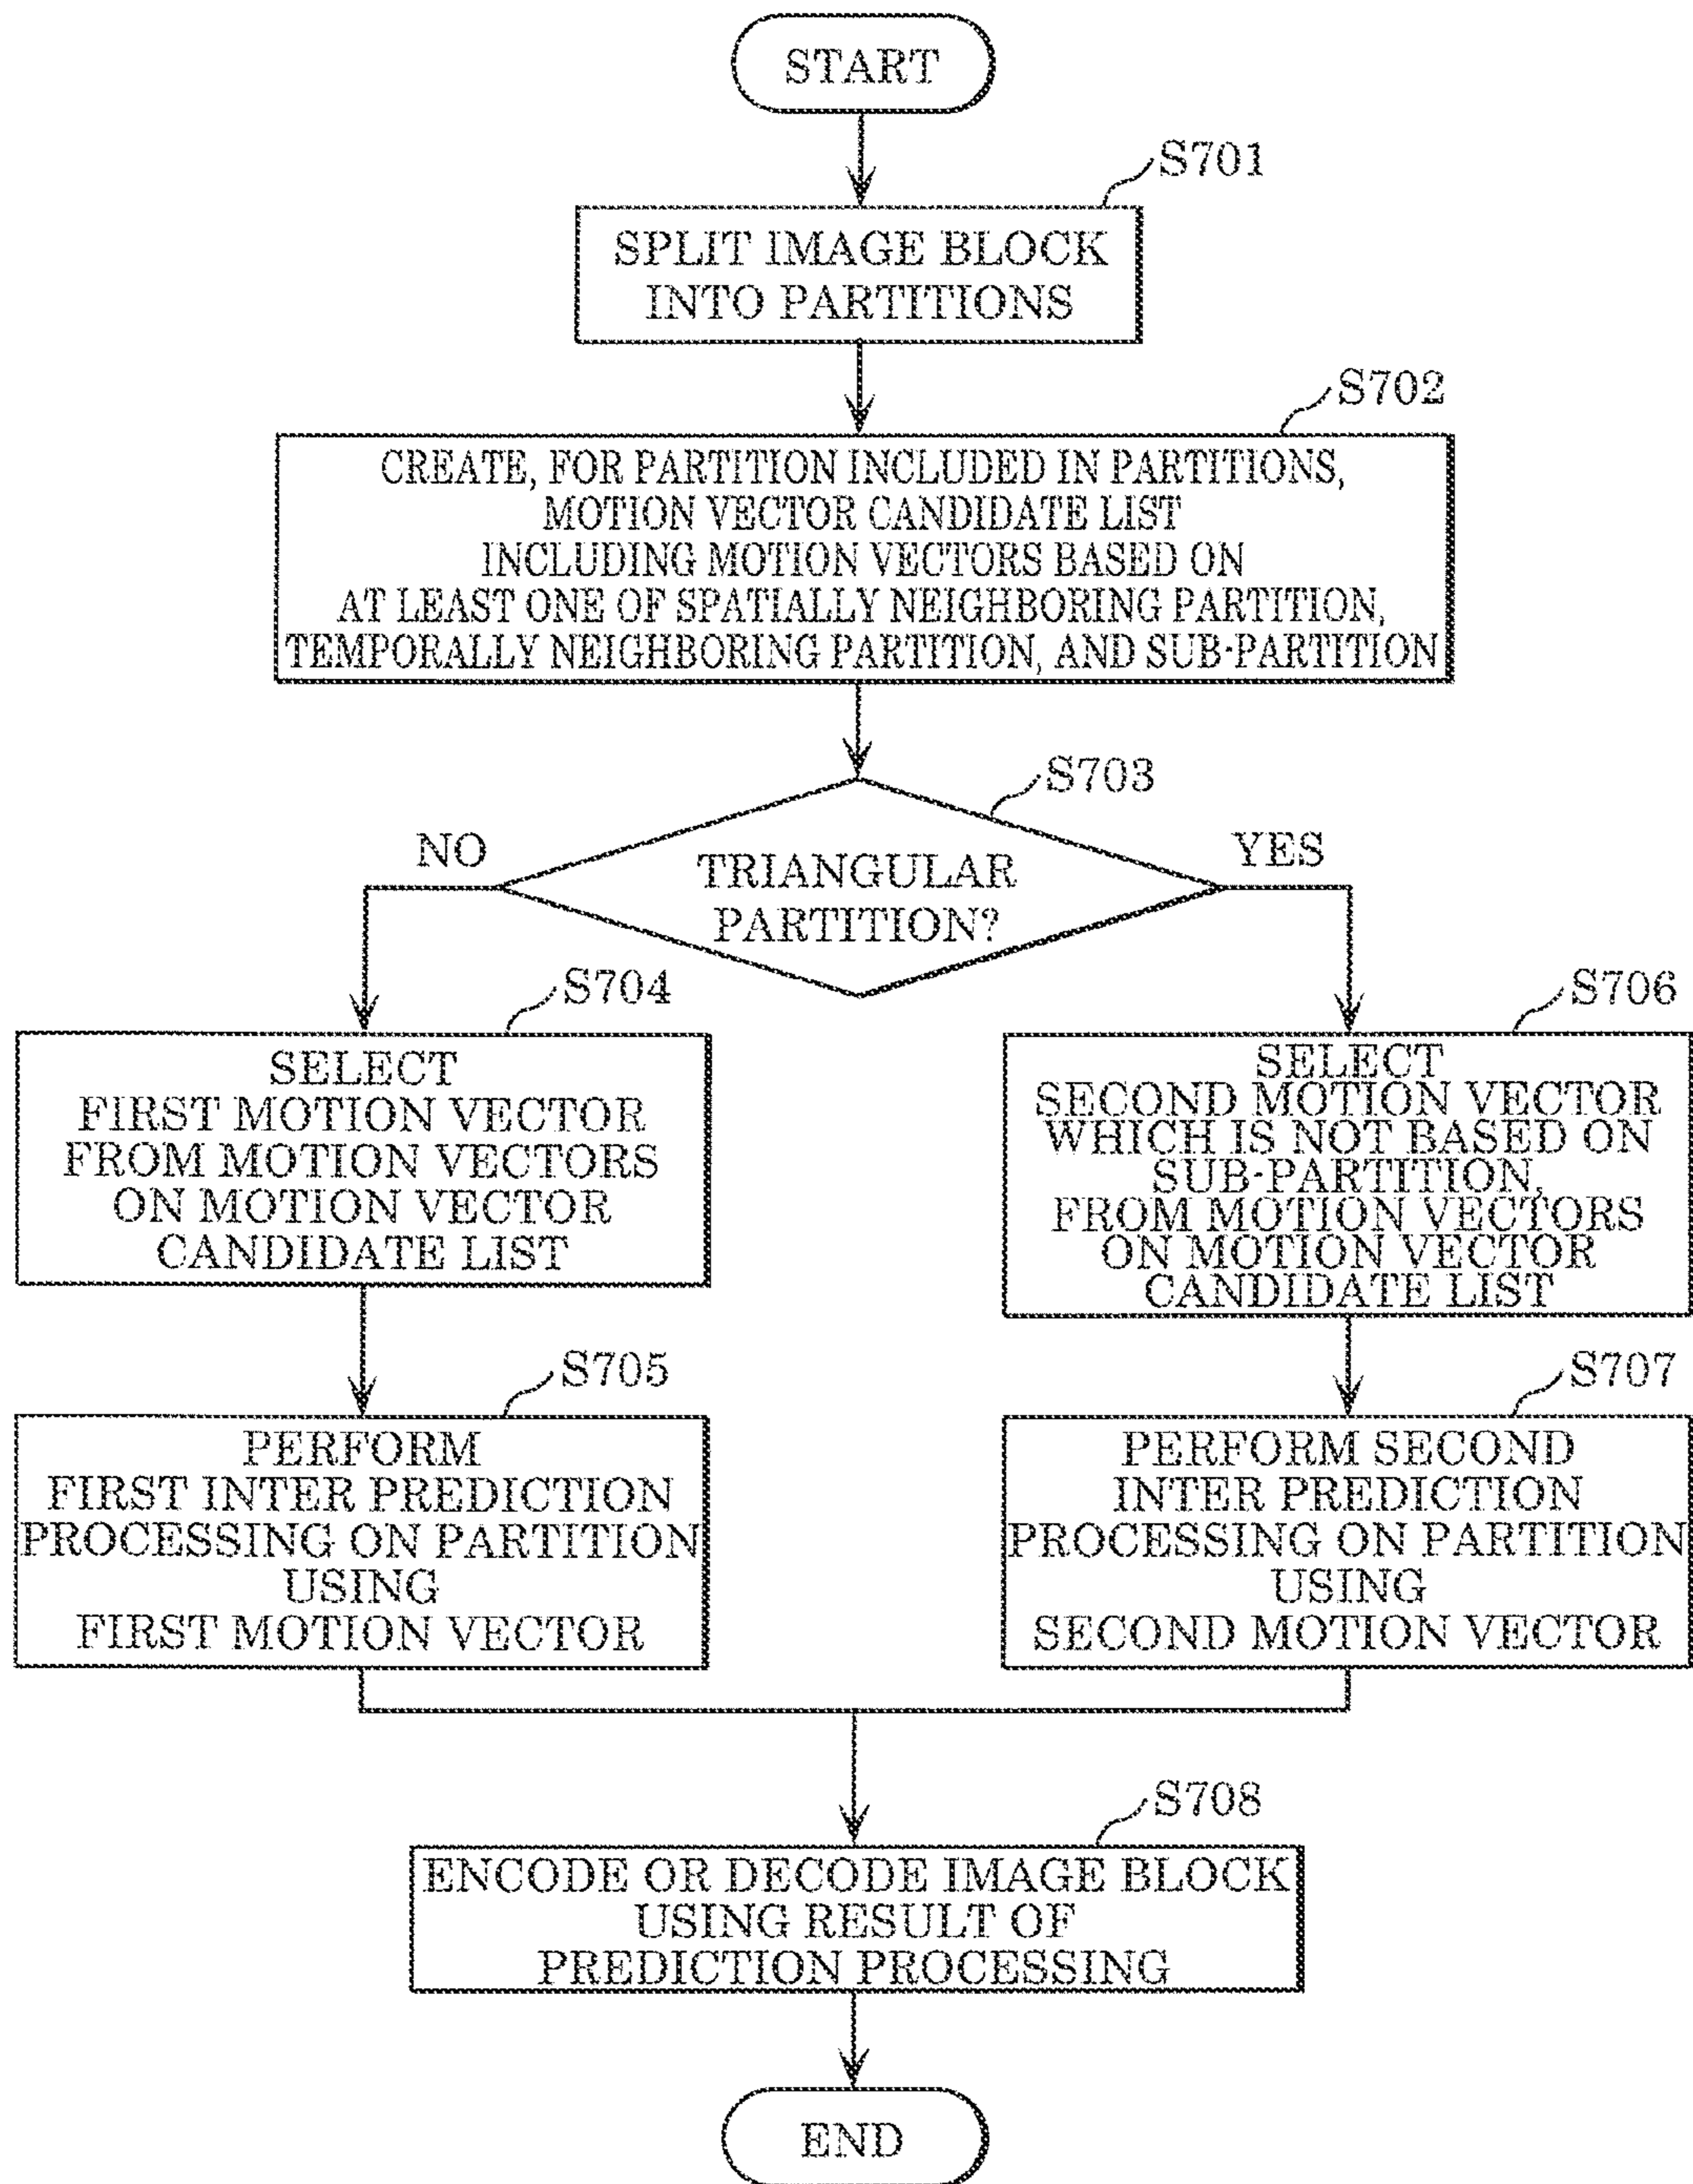 START
S701
SPLIT IMAGE BLOCK
INTO PARTITIONS
S702
CREATE, FOR PARTITION INCLUDED IN PARTITIONS,
MOTION VECTOR CANDIDATE LIST
INCLUDING MOTION VECTORS BASED ON
AT LEAST ONE OF SPATIALLY NEIGHBORING PARTITION,
TEMPORALLY NEIGHBORING PARTITION, AND SUB-PARTITION
S703
NO
YES
TRIANGULAR
PARTITION?
S704
SELECT
FIRST MOTION VECTOR
FROM MOTION VECTORS
ON MOTION VECTOR
CANDIDATE LIST
S706
SELECT
SECOND MOTION VECTOR
WHICH IS NOT BASED ON
SUB-PARTITION,
FROM MOTION VECTORS
ON MOTION VECTOR
CANDIDATE LIST
S705
PERFORM
FIRST INTER PREDICTION
PROCESSING ON PARTITION
USING
FIRST MOTION VECTOR
S707
PERFORM SECOND
INTER PREDICTION
PROCESSING ON PARTITION
USING
SECOND MOTION VECTOR
S708
ENCODE OR DECODE IMAGE BLOCK
USING RESULT OF
PREDICTION PROCESSING
END